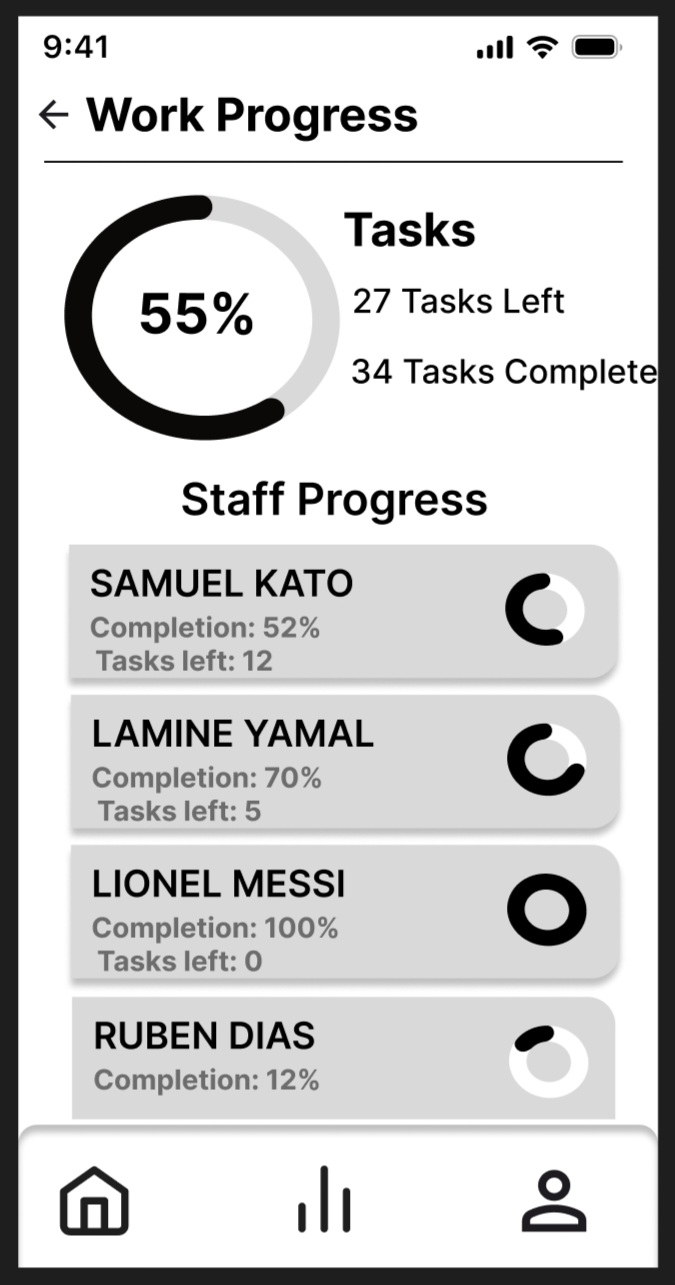 9:41
Work Progress
55%
Tasks
27 Tasks Left
34 Tasks Complete
Staff Progress
SAMUEL KATO
Completion: 52%
Tasks left: 12
LAMINE YAMAL
Completion: 70%
Tasks left: 5
LIONEL MESSI
Completion: 100%
Tasks left: 0
RUBEN DIAS
Completion: 12%